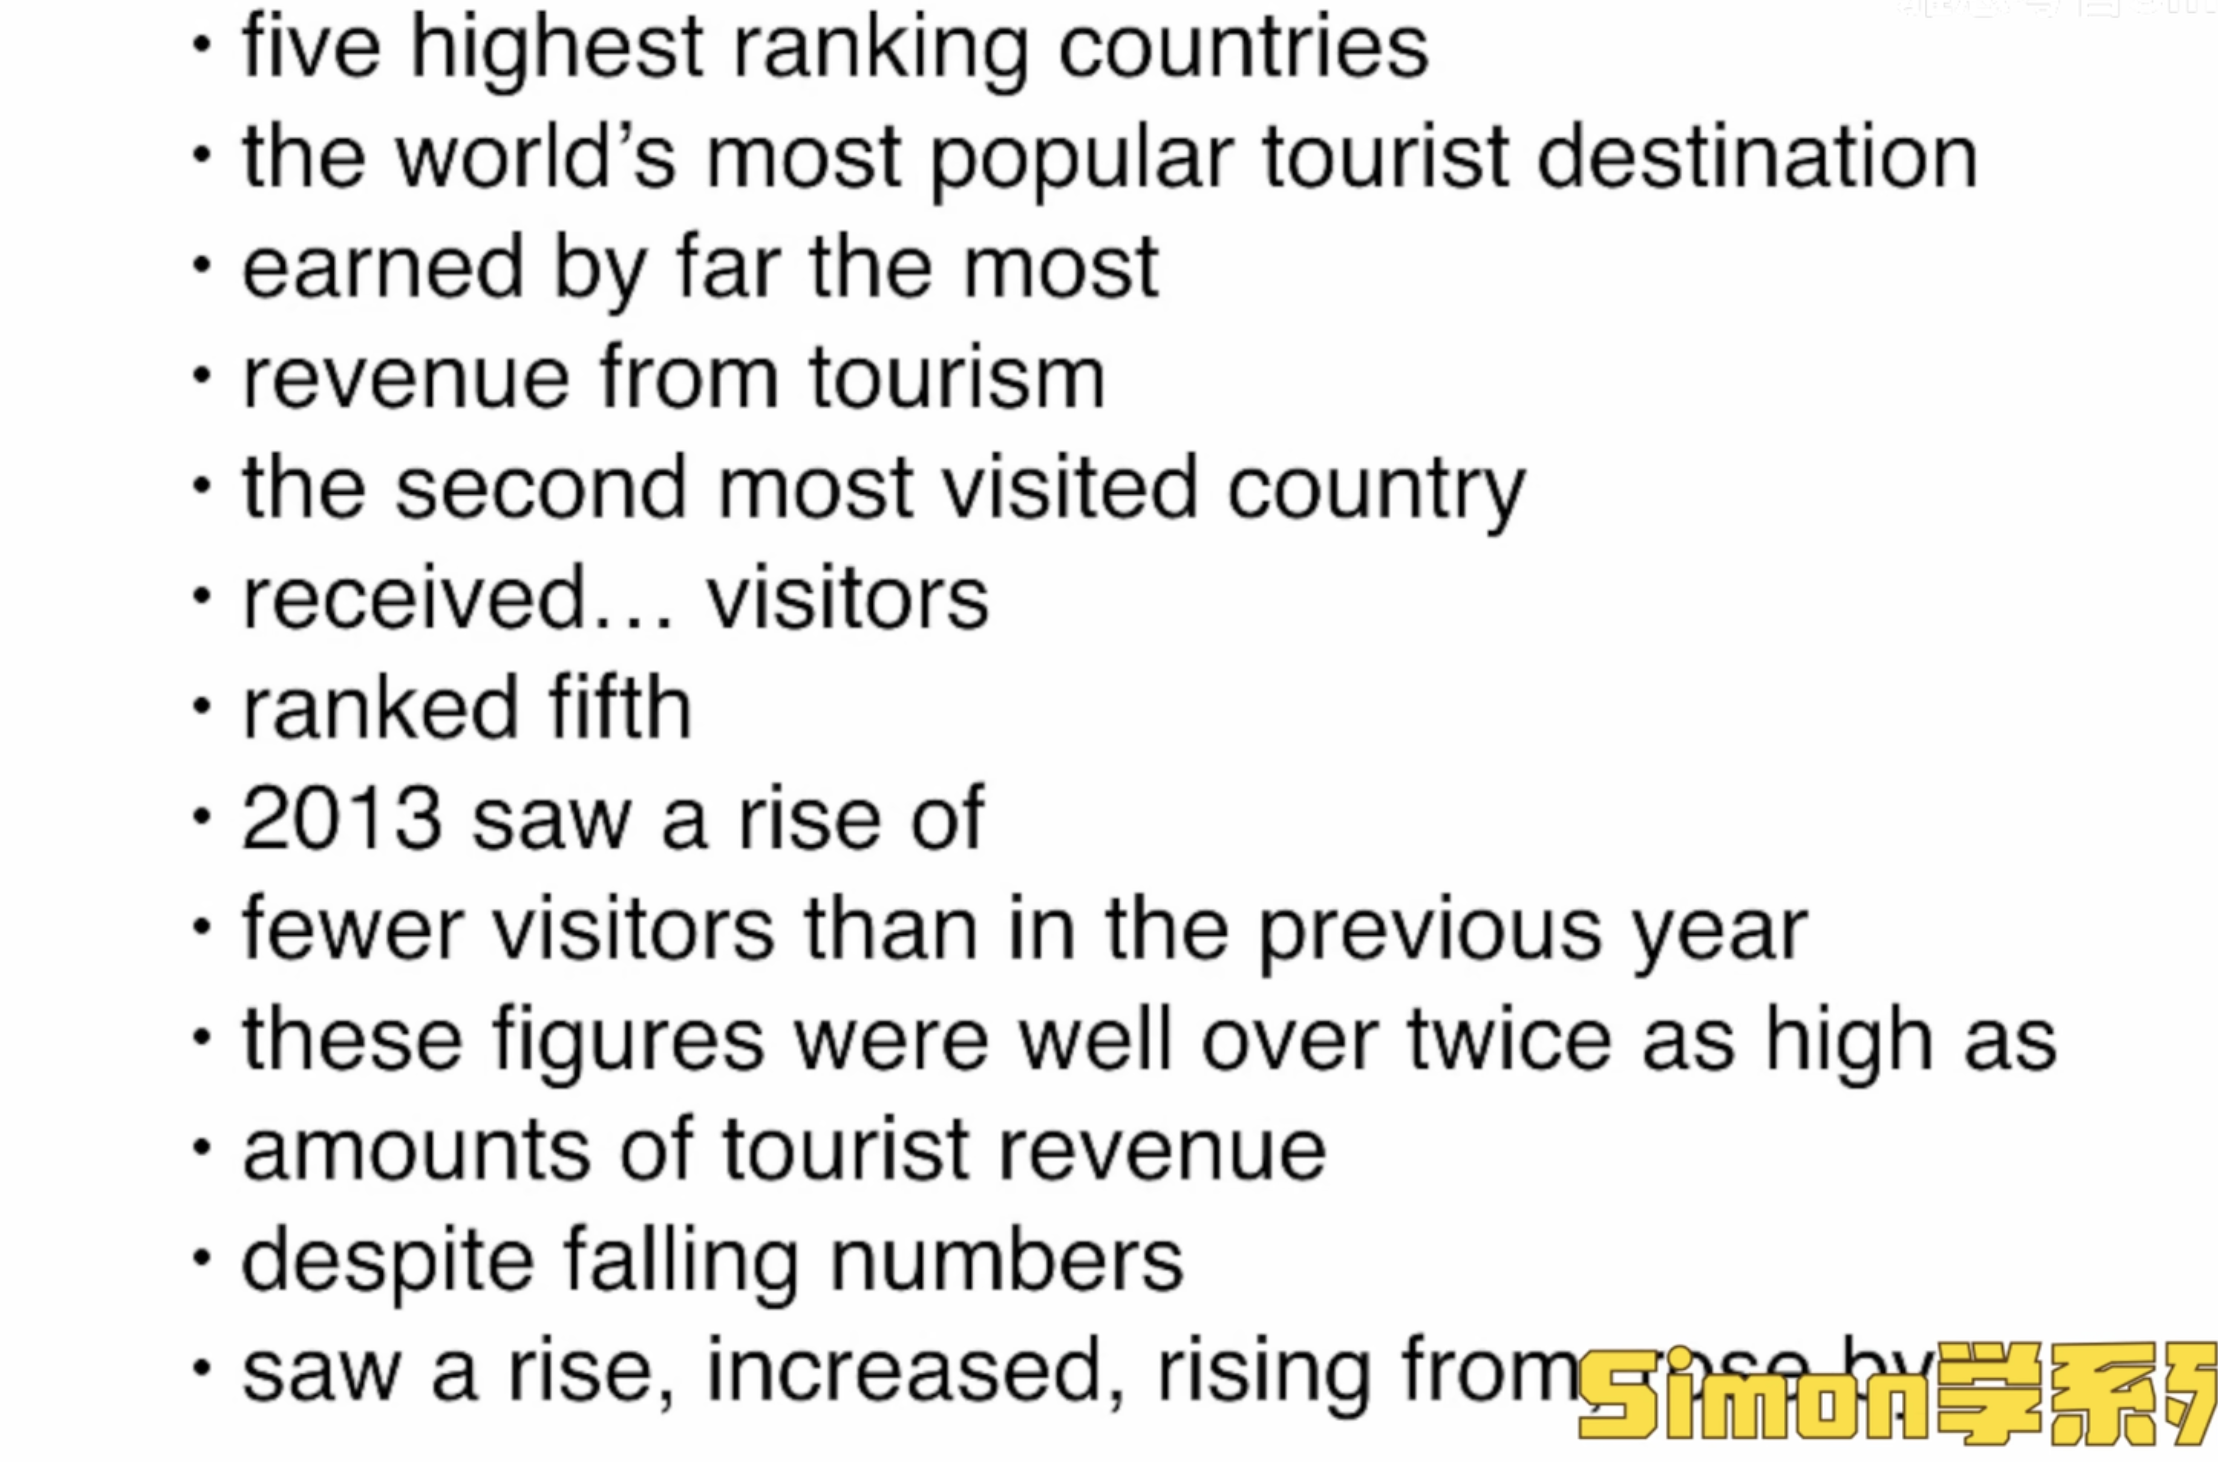 • five highest ranking countries
• the world’s most popular tourist destination
• earned by far the most
• revenue from tourism
• the second most visited country
• received… visitors
• ranked fifth
• 2013 saw a rise of
• fewer visitors than in the previous year
• these figures were well over twice as high as
• amounts of tourist revenue
• despite falling numbers
• saw a rise, increased, rising from, rose by
Simon学系列